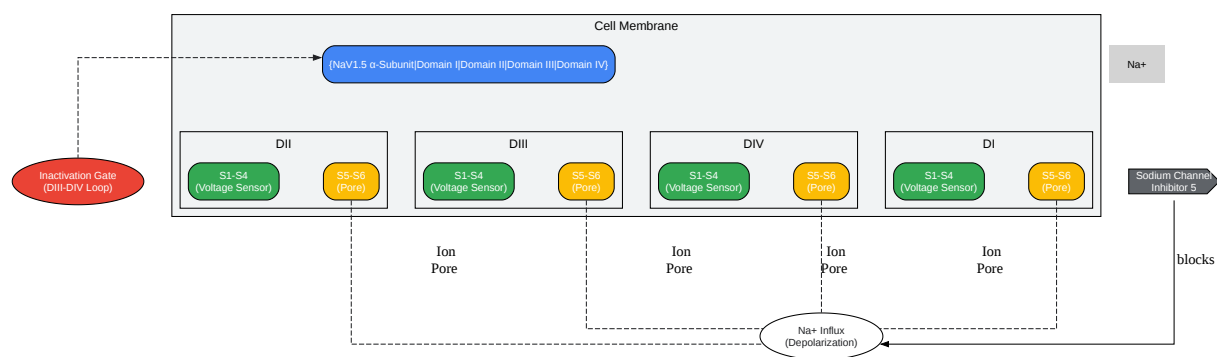 Cell Membrane
{NaV1.5 α-Subunit|Domain I|Domain II|Domain III|Domain IV}
Na+
DII
DIII
DIV
DI
Inactivation Gate
(DIII-DIV Loop)
S1-S4
(Voltage Sensor)
S5-S6
(Pore)
S1-S4
(Voltage Sensor)
S5-S6
(Pore)
S1-S4
(Voltage Sensor)
S5-S6
(Pore)
S1-S4
(Voltage Sensor)
S5-S6
(Pore)
Sodium Channel
Inhibitor 5
Ion
Pore
Ion
Pore
Ion
Pore
Ion
Pore
blocks
Na+ Influx
(Depolarization)